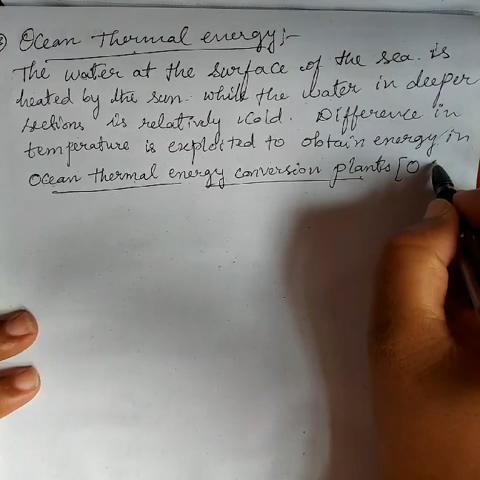 Ocean thermal energy:-
The water at the surface of the sea is
heated by the sun while the water in deeper
sections is relatively cold. Difference in
temperature is exploited to obtain energy in
Ocean thermal energy conversion plants [O